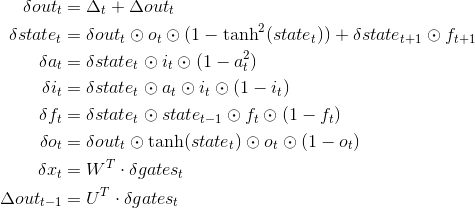 δout_t = Δ_t + Δout_t
δstate_t = δout_t ⊙ o_t ⊙ (1 − tanh²(state_t)) + δstate_{t+1} ⊙ f_{t+1}
δa_t = δstate_t ⊙ i_t ⊙ (1 − a_t²)
δi_t = δstate_t ⊙ a_t ⊙ i_t ⊙ (1 − i_t)
δf_t = δstate_t ⊙ state_{t−1} ⊙ f_t ⊙ (1 − f_t)
δo_t = δout_t ⊙ tanh(state_t) ⊙ o_t ⊙ (1 − o_t)
δx_t = W^T · δgates_t
Δout_{t−1} = U^T · δgates_t